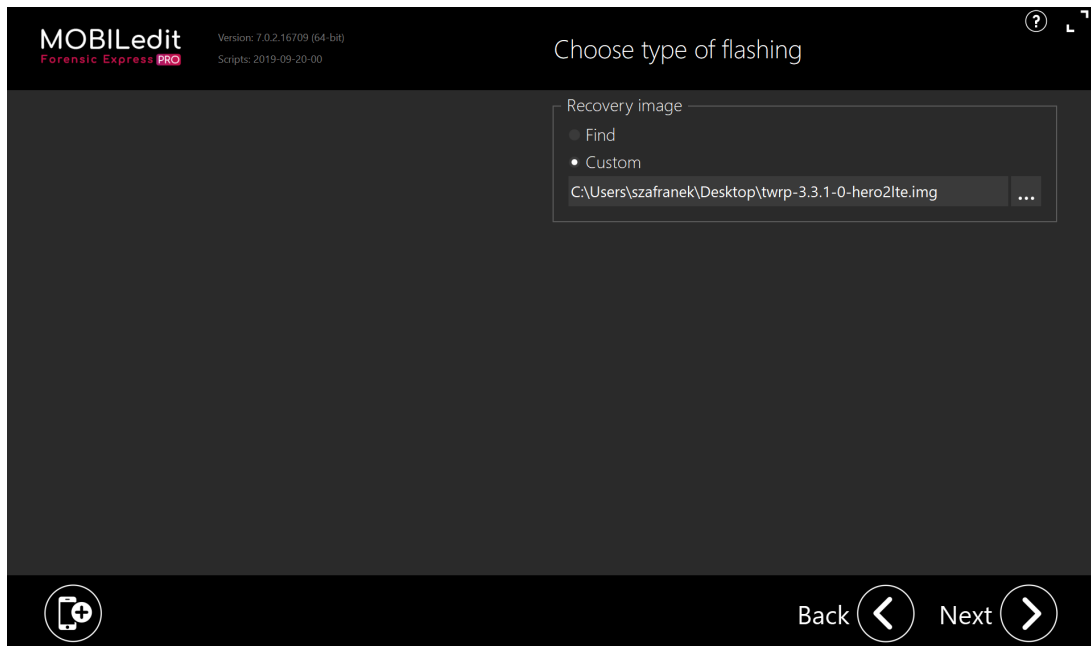 MOBILedit
Forensic Express PRO
Version: 7.0.2.16709 (64-bit)
Scripts: 2019-09-20-00
Choose type of flashing
?
Recovery image
Find
Custom
C:\Users\szafranek\Desktop\twrp-3.3.1-0-hero2lte.img
...
Back
Next